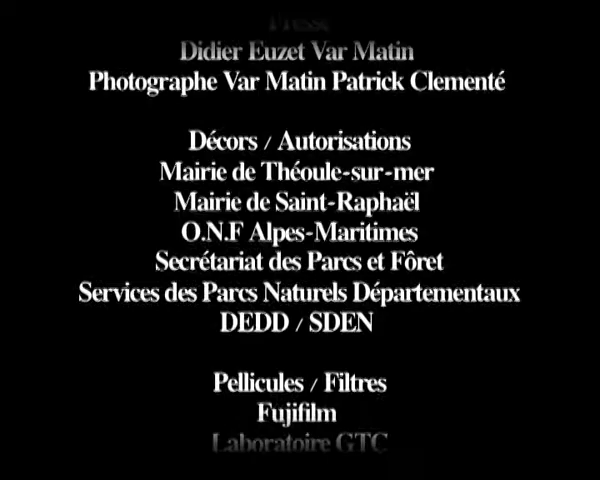 Presse
Didier Euzet Var Matin
Photographe Var Matin Patrick Clementé
Décors / Autorisations
Mairie de Théoule-sur-mer
Mairie de Saint-Raphaël
O.N.F Alpes-Maritimes
Secrétariat des Parcs et Fôret
Services des Parcs Naturels Départementaux
DEDD / SDEN
Pellicules / Filtres
Fujifilm
Laboratoire GTC